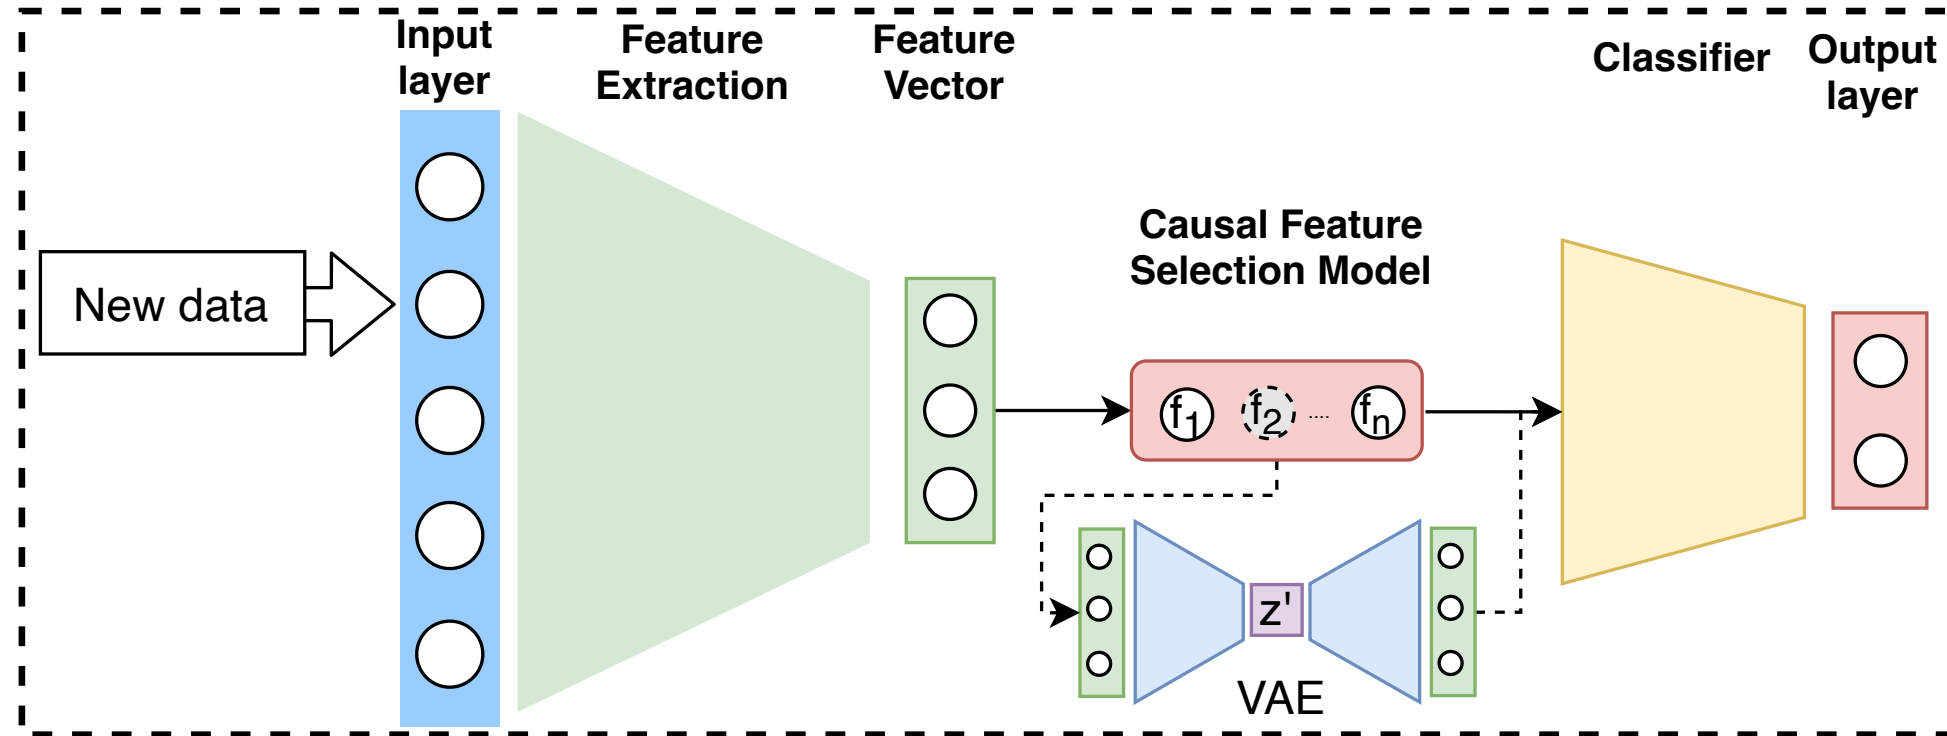 Input
layer
Feature
Extraction
Feature
Vector
Classifier
Output
layer
New data
Causal Feature
Selection Model
f1 f2 .... fn
z'
VAE